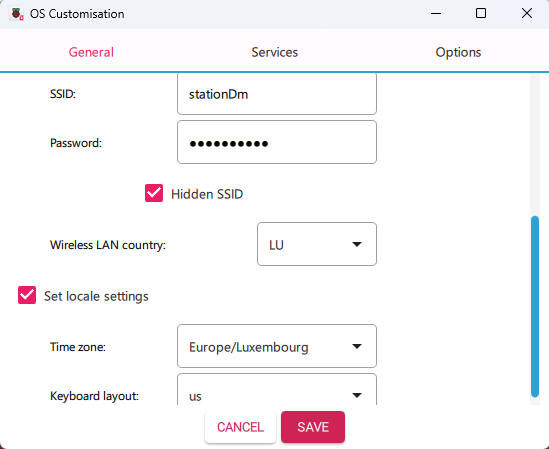 OS Customisation
General Services Options
SSID: stationDm
Password: ●●●●●●●●●●
Hidden SSID
Wireless LAN country: LU
Set locale settings
Time zone: Europe/Luxembourg
Keyboard layout: us
CANCEL SAVE